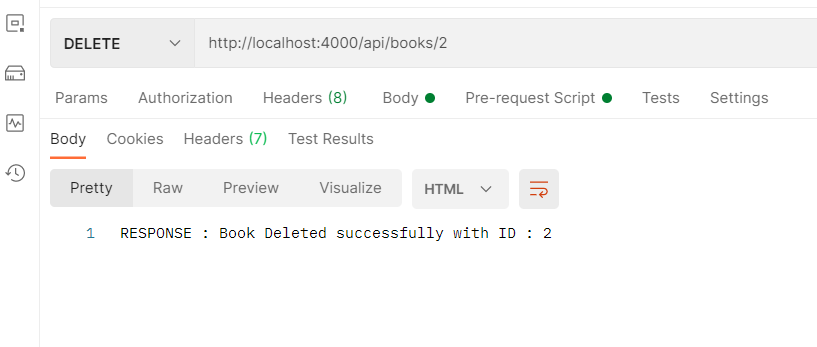 DELETE http://localhost:4000/api/books/2
Params Authorization Headers (8) Body Pre-request Script Tests Settings
Body Cookies Headers (7) Test Results
Pretty Raw Preview Visualize HTML
1 RESPONSE : Book Deleted successfully with ID : 2